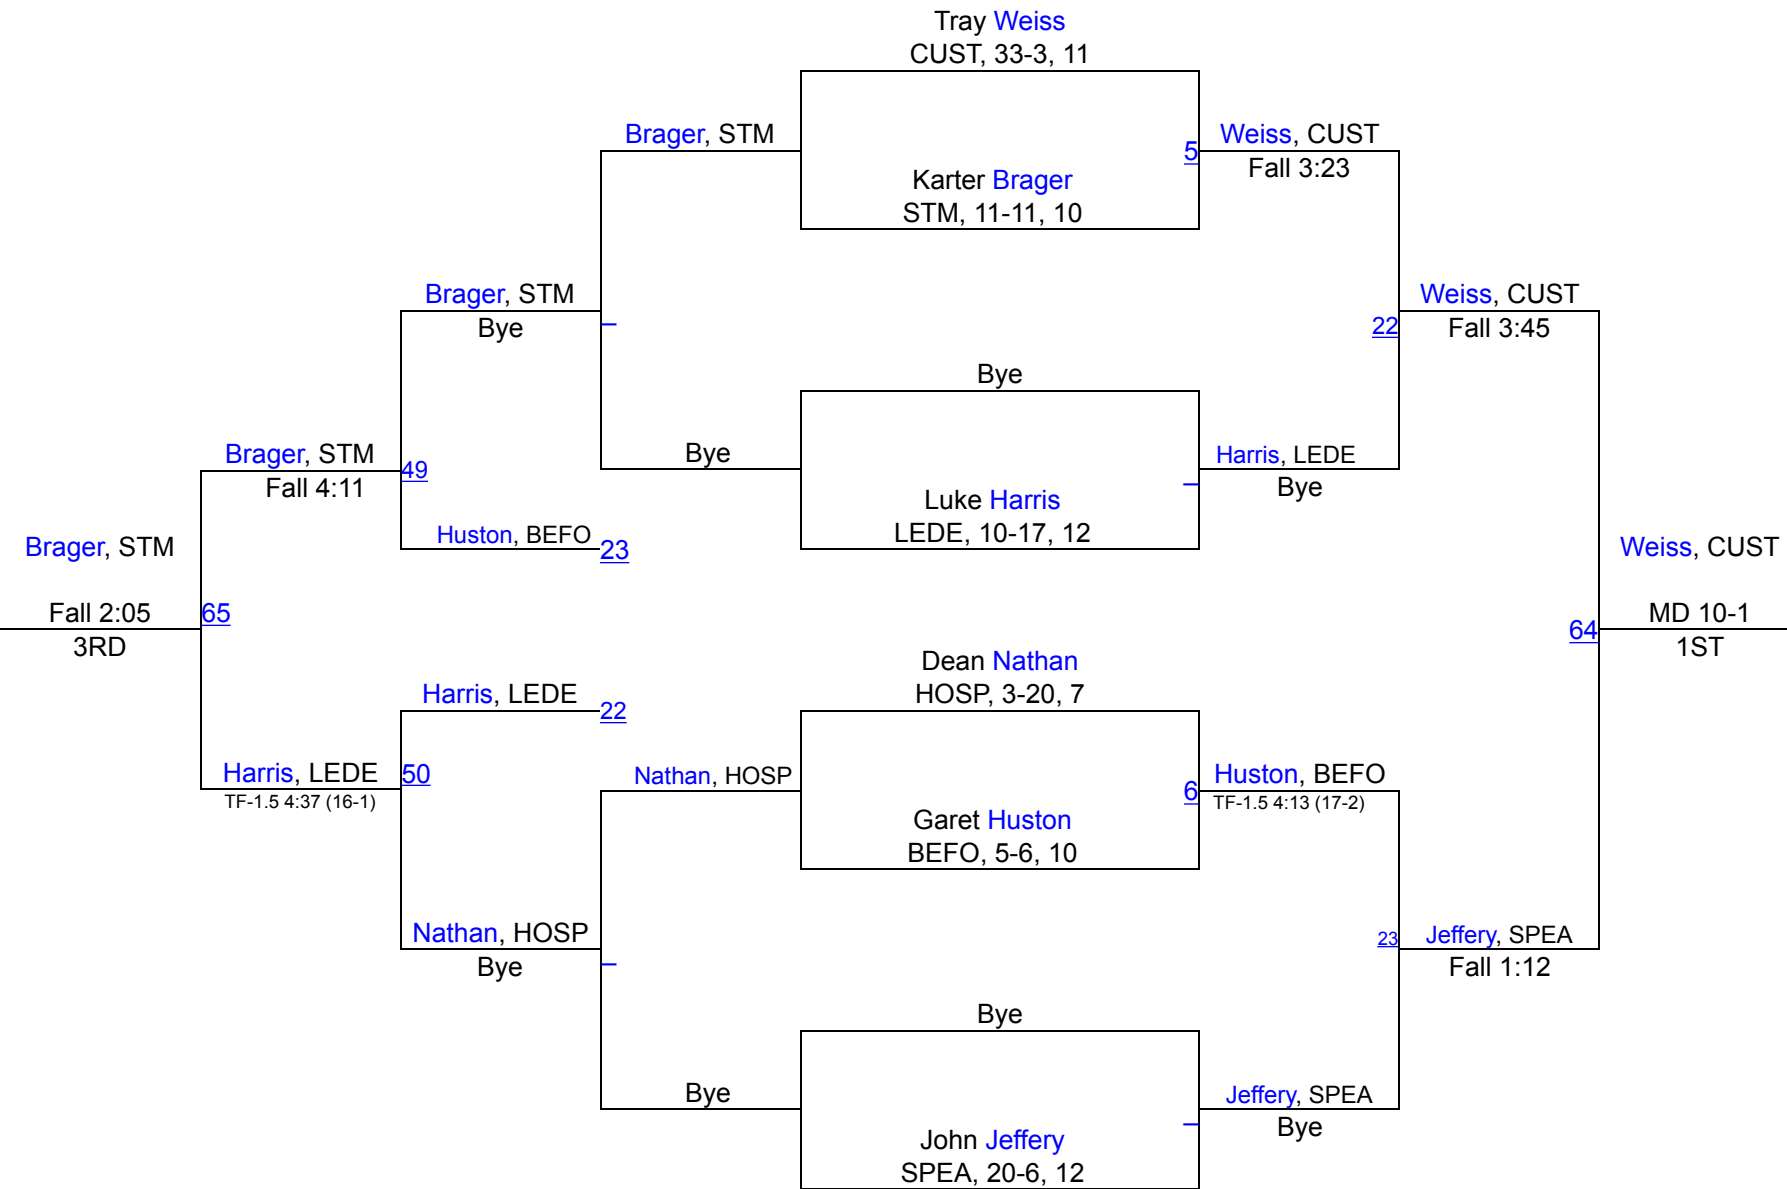 Tray Weiss
CUST, 33-3, 11
Brager, STM
5
Weiss, CUST
Fall 3:23
Karter Brager
STM, 11-11, 10
Brager, STM
Bye
Weiss, CUST
22
Fall 3:45
Bye
Brager, STM
49
Fall 4:11
Bye
Harris, LEDE
Bye
Luke Harris
LEDE, 10-17, 12
Huston, BEFO
23
Brager, STM
Fall 2:05
65
3RD
Weiss, CUST
64
MD 10-1
1ST
Dean Nathan
HOSP, 3-20, 7
Harris, LEDE
22
Harris, LEDE
50
TF-1.5 4:37 (16-1)
Nathan, HOSP
6
Huston, BEFO
TF-1.5 4:13 (17-2)
Garet Huston
BEFO, 5-6, 10
Nathan, HOSP
Bye
23
Jeffery, SPEA
Fall 1:12
Bye
Bye
Jeffery, SPEA
Bye
John Jeffery
SPEA, 20-6, 12